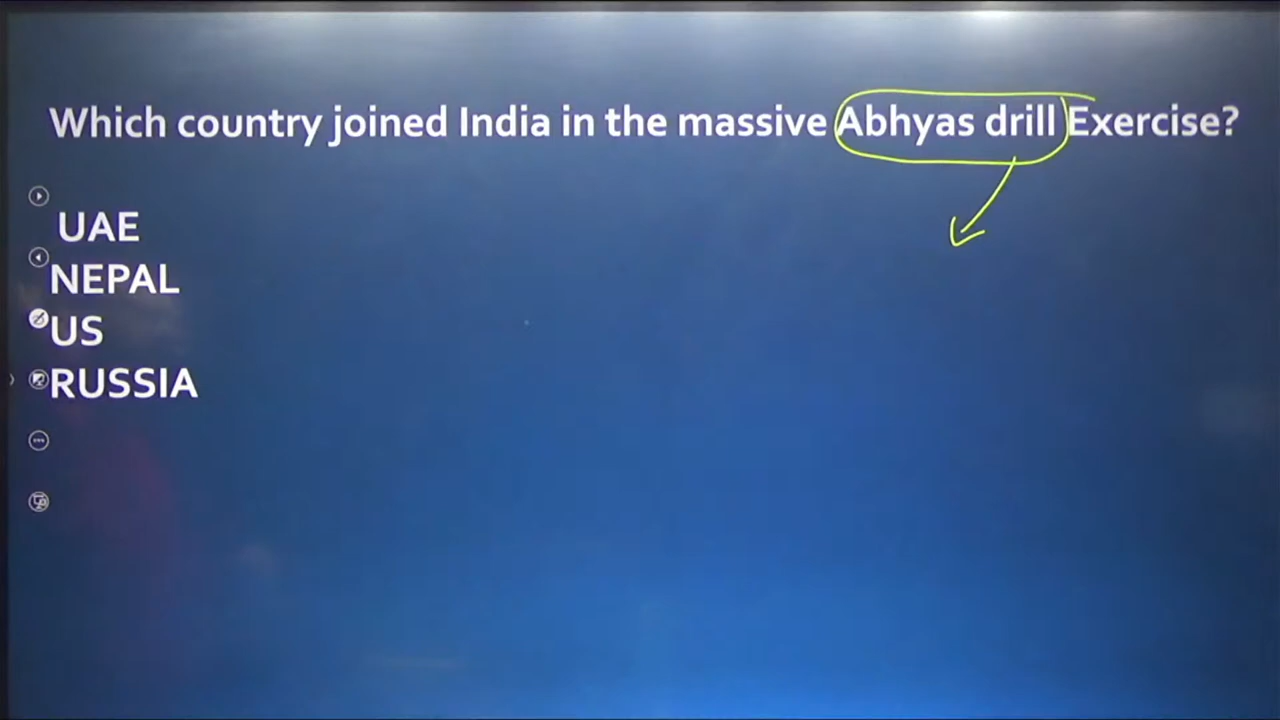 Which country joined India in the massive Abhyas drill Exercise?
UAE
NEPAL
US
RUSSIA